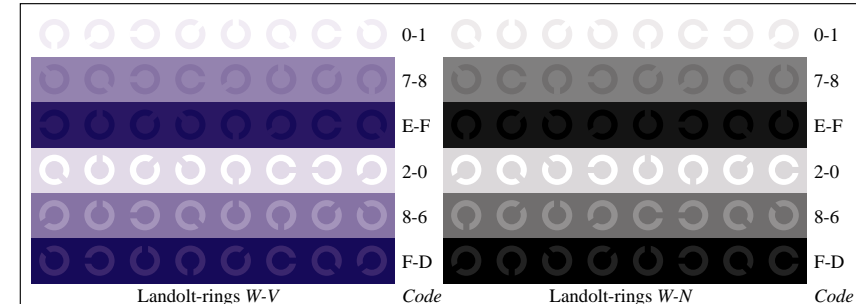 0-1 0-1
7-8 7-8
E-F E-F
2-0 2-0
8-6 8-6
F-D F-D
Landolt-rings W-V Code Landolt-rings W-N Code